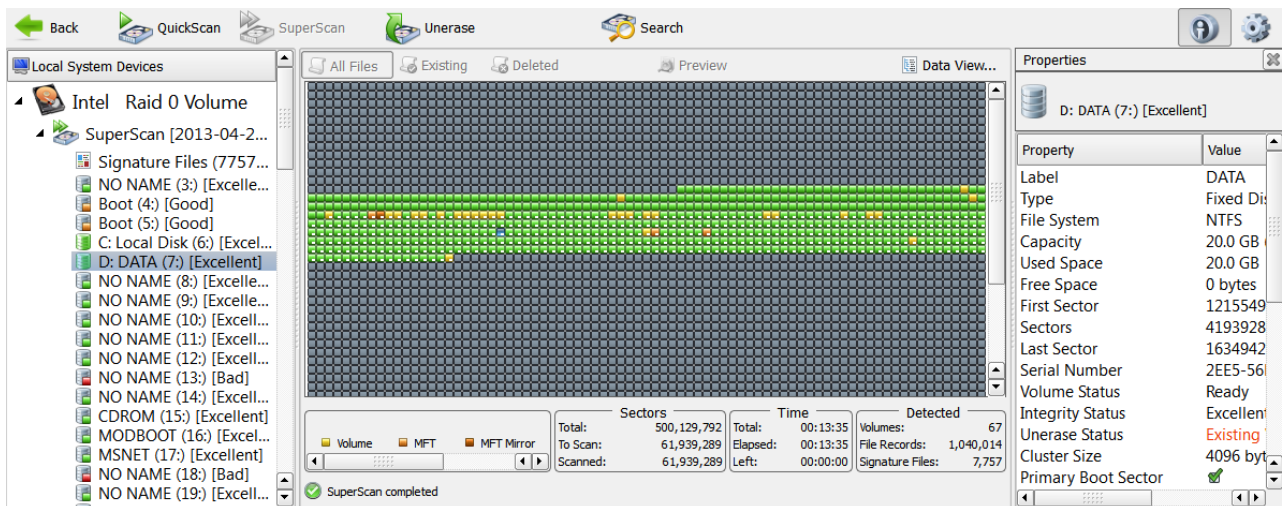 Back QuickScan SuperScan Unerase Search
Local System Devices
Intel Raid 0 Volume
SuperScan [2013-04-2...
Signature Files (7757...
NO NAME (3:) [Excelle...
Boot (4:) [Good]
Boot (5:) [Good]
C: Local Disk (6:) [Excel...
D: DATA (7:) [Excellent]
NO NAME (8:) [Excelle...
NO NAME (9:) [Excelle...
NO NAME (10:) [Excell...
NO NAME (11:) [Excell...
NO NAME (12:) [Excell...
NO NAME (13:) [Bad]
NO NAME (14:) [Excell...
CDROM (15:) [Excellent]
MODBOOT (16:) [Excel...
MSNET (17:) [Excellent]
NO NAME (18:) [Bad]
NO NAME (19:) [Excell...
All Files Existing Deleted Preview Data View...
Volume MFT MFT Mirror
Sectors
Total: 500,129,792
To Scan: 61,939,289
Scanned: 61,939,289
Time
Total: 00:13:35
Elapsed: 00:13:35
Left: 00:00:00
Detected
Volumes: 67
File Records: 1,040,014
Signature Files: 7,757
SuperScan completed
Properties
D: DATA (7:) [Excellent]
Property Value
Label DATA
Type Fixed Di
File System NTFS
Capacity 20.0 GB
Used Space 20.0 GB
Free Space 0 bytes
First Sector 1215549
Sectors 4193928
Last Sector 1634942
Serial Number 2EE5-56
Volume Status Ready
Integrity Status Excellent
Unerase Status Existing
Cluster Size 4096 byt
Primary Boot Sector